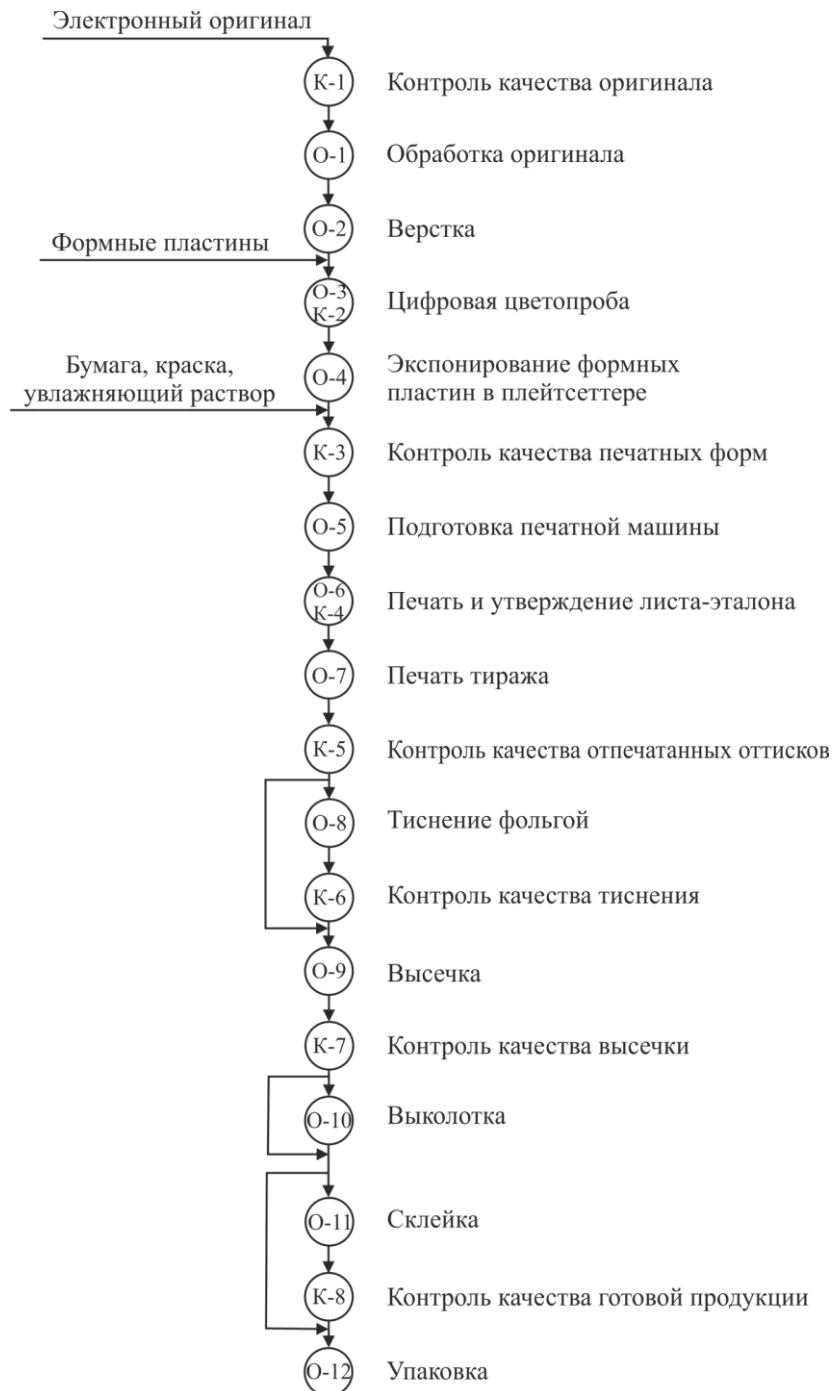 Электронный оригинал
К-1 Контроль качества оригинала
О-1 Обработка оригинала
О-2 Верстка
Формные пластины
О-3
К-2 Цифровая цветопроба
Бумага, краска,
увлажняющий раствор
О-4 Экспонирование формных
пластин в плейтсеттере
К-3 Контроль качества печатных форм
О-5 Подготовка печатной машины
О-6
К-4 Печать и утверждение листа-эталона
О-7 Печать тиража
К-5 Контроль качества отпечатанных оттисков
О-8 Тиснение фольгой
К-6 Контроль качества тиснения
О-9 Высечка
К-7 Контроль качества высечки
О-10 Выколотка
О-11 Склейка
К-8 Контроль качества готовой продукции
О-12 Упаковка